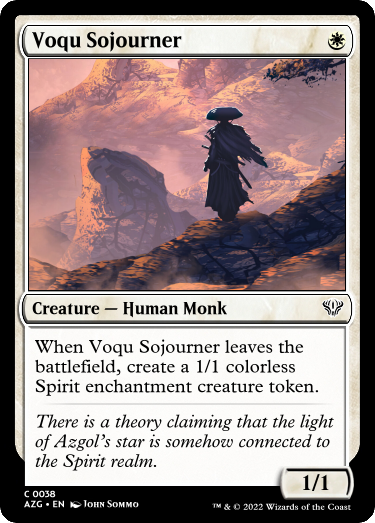 Voqu Sojourner
Creature — Human Monk
When Voqu Sojourner leaves the
battlefield, create a 1/1 colorless
Spirit enchantment creature token.
There is a theory claiming that the light
of Azgol's star is somehow connected to
the Spirit realm.
1/1
C 0038
AZG • EN John Sommo
™ & © 2022 Wizards of the Coast